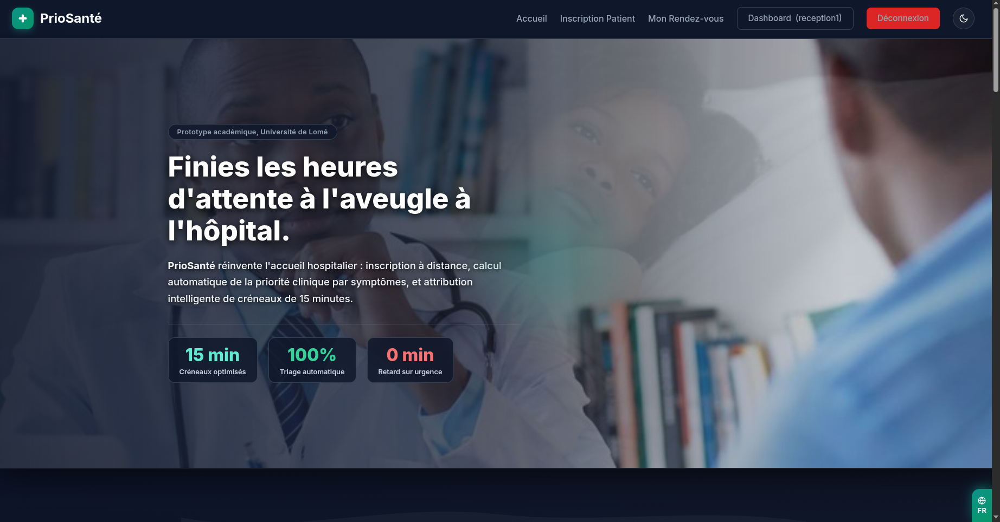 PrioSanté
Accueil
Inscription Patient
Mon Rendez-vous
Dashboard (reception1)
Déconnexion
Prototype académique, Université de Lomé
Finies les heures
d'attente à l'aveugle à
l'hôpital.
PrioSanté réinvente l'accueil hospitalier : inscription à distance, calcul
automatique de la priorité clinique par symptômes, et attribution
intelligente de créneaux de 15 minutes.
15 min
Créneaux optimisés
100%
Triage automatique
0 min
Retard sur urgence
FR